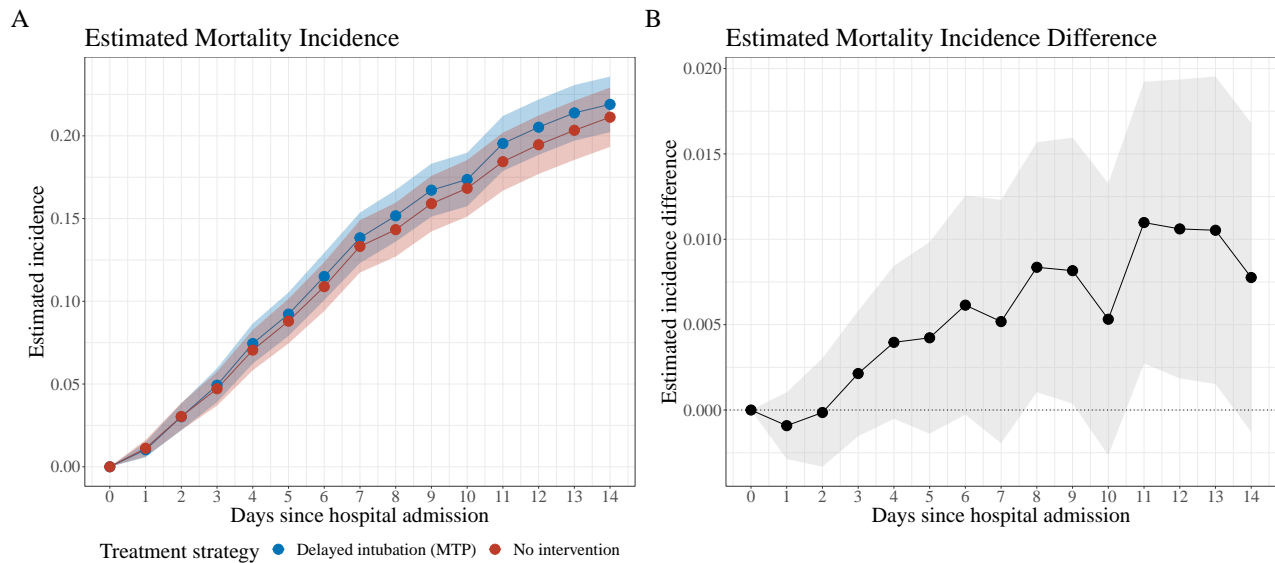 A
Estimated Mortality Incidence
Estimated incidence
0.20
0.15
0.10
0.05
0.00
0 1 2 3 4 5 6 7 8 9 10 11 12 13 14
Days since hospital admission
Treatment strategy Delayed intubation (MTP) No intervention
B
Estimated Mortality Incidence Difference
Estimated incidence difference
0.020
0.015
0.010
0.005
0.000
0 1 2 3 4 5 6 7 8 9 10 11 12 13 14
Days since hospital admission